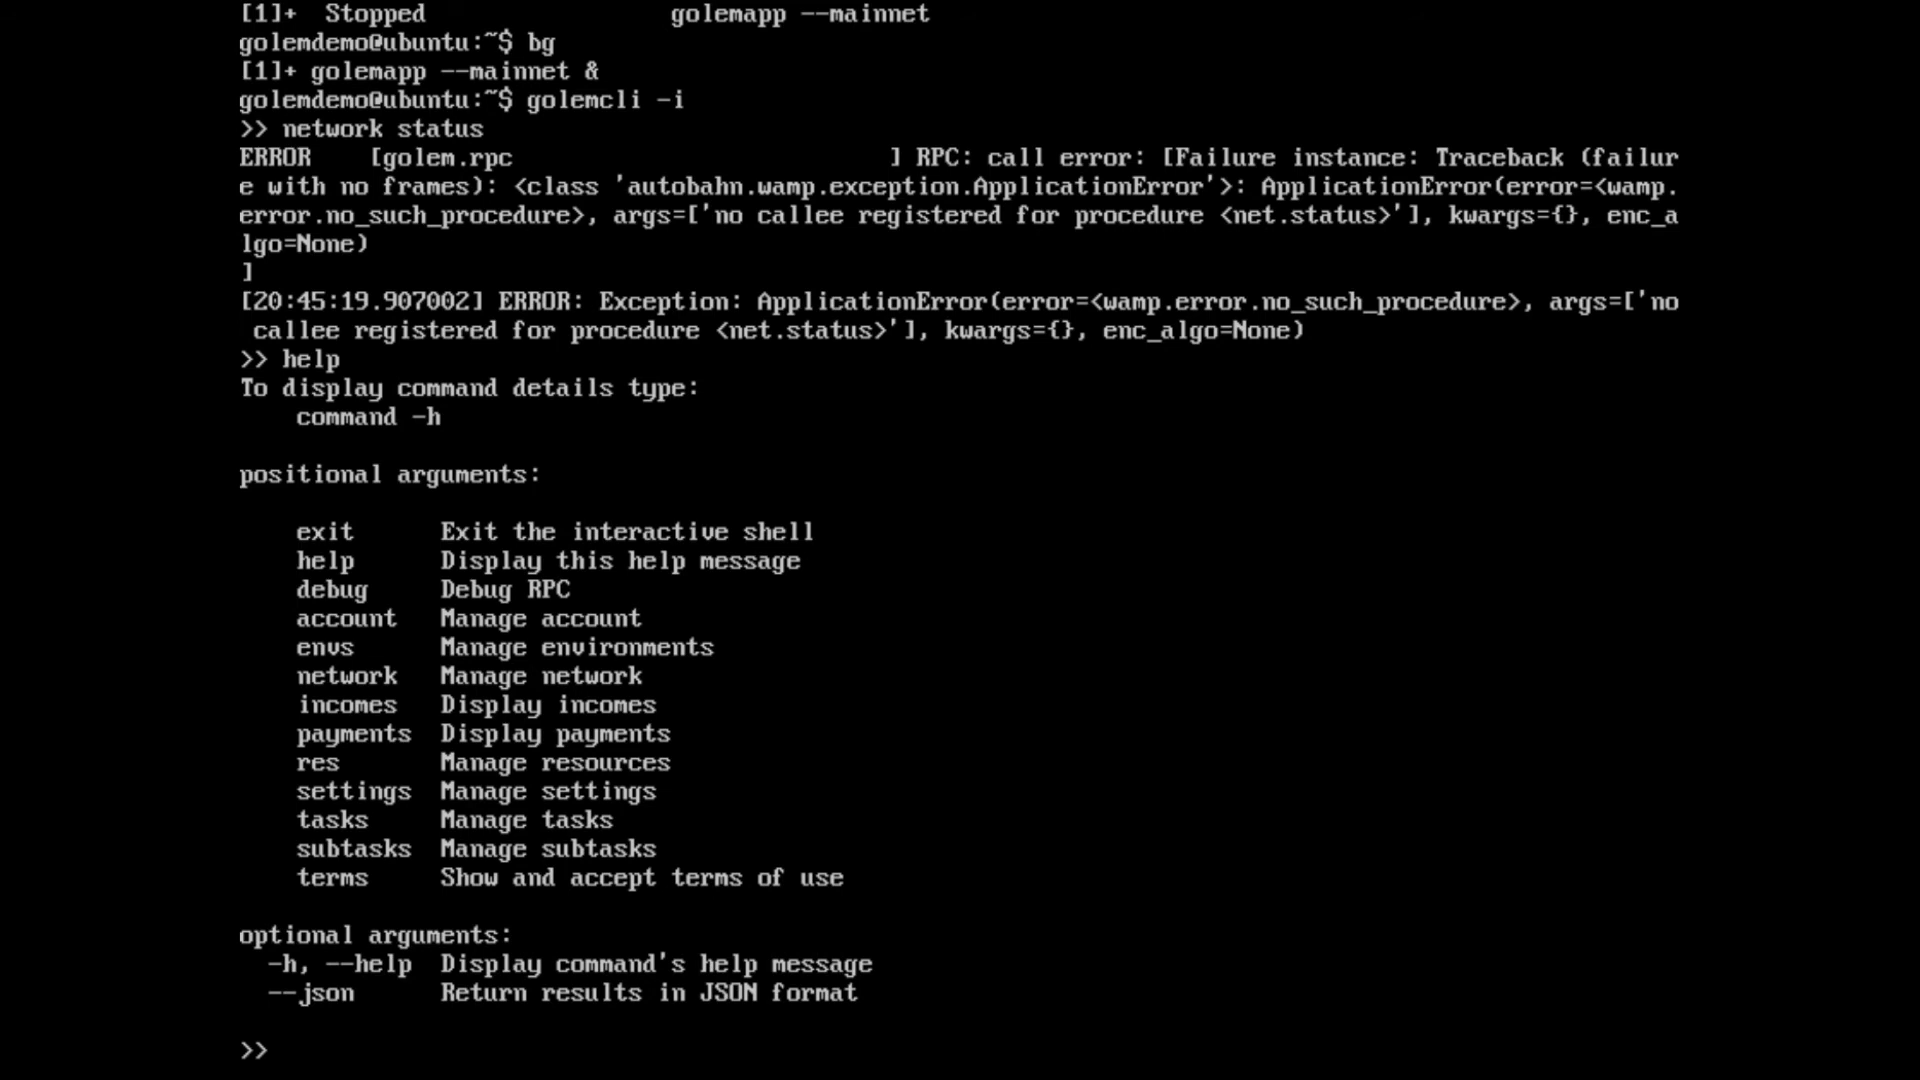 [1]+  Stopped                 golemapp --mainnet
golemdemo@ubuntu:~$ bg
[1]+ golemapp --mainnet &
golemdemo@ubuntu:~$ golemcli -i
>> network status
ERROR    [golem.rpc                          ] RPC: call error: [Failure instance: Traceback (failur
e with no frames): <class 'autobahn.wamp.exception.ApplicationError'>: ApplicationError(error=<wamp.
error.no_such_procedure>, args=['no callee registered for procedure <net.status>'], kwargs={}, enc_a
lgo=None)
]
[20:45:19.907002] ERROR: Exception: ApplicationError(error=<wamp.error.no_such_procedure>, args=['no
 callee registered for procedure <net.status>'], kwargs={}, enc_algo=None)
>> help
To display command details type:
    command -h
positional arguments:
    exit      Exit the interactive shell
    help      Display this help message
    debug     Debug RPC
    account   Manage account
    envs      Manage environments
    network   Manage network
    incomes   Display incomes
    payments  Display payments
    res       Manage resources
    settings  Manage settings
    tasks     Manage tasks
    subtasks  Manage subtasks
    terms     Show and accept terms of use
optional arguments:
  -h, --help  Display command's help message
  --json      Return results in JSON format
>>